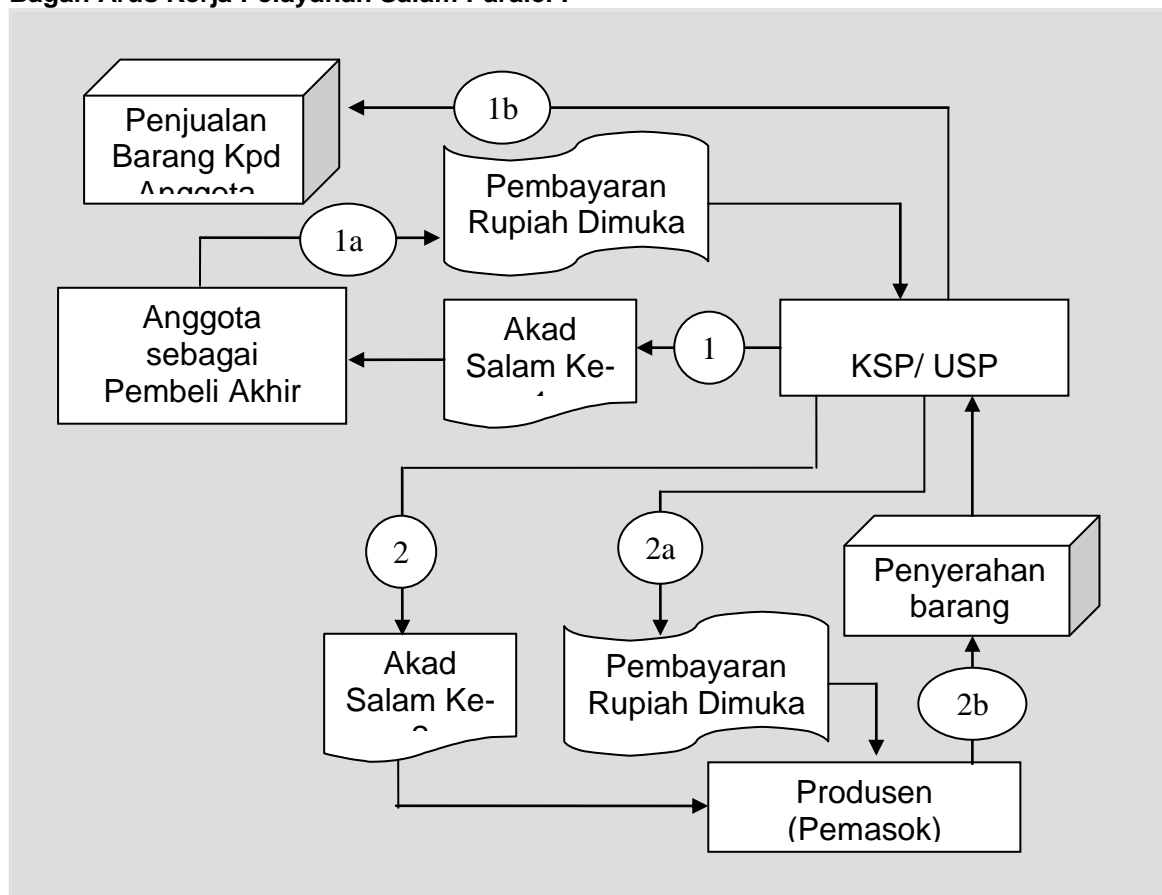 Penjualan
Barang Kpd
Anggota
1b
Pembayaran
Rupiah Dimuka
1a
Anggota
sebagai
Pembeli Akhir
Akad
Salam Ke-
1
KSP/ USP
2
2a
Penyerahan
barang
Akad
Salam Ke-
Pembayaran
Rupiah Dimuka
2b
Produsen
(Pemasok)